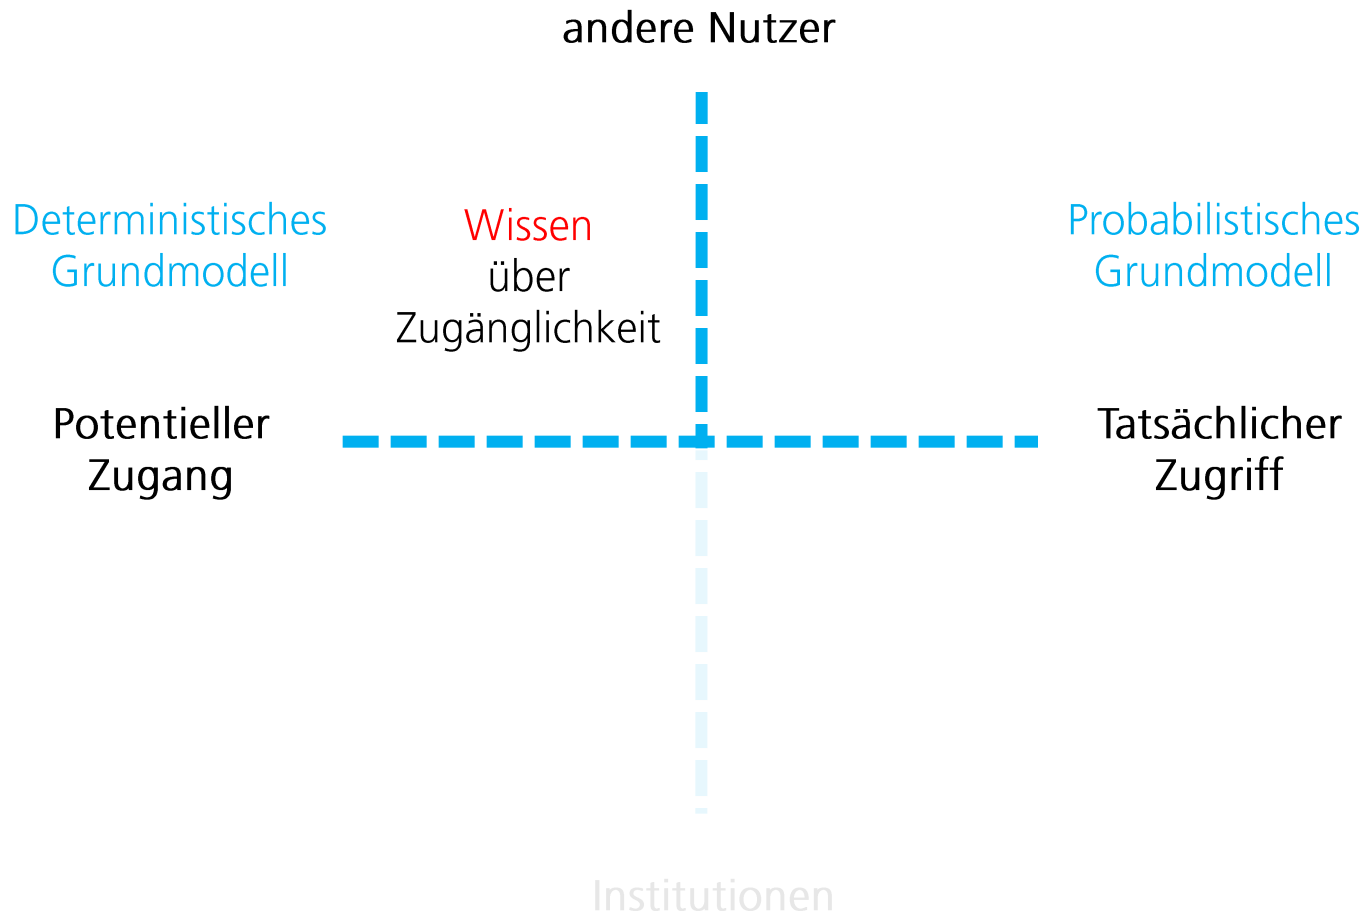 andere Nutzer
Deterministisches
Grundmodell
Wissen
über
Zugänglichkeit
Probabilistisches
Grundmodell
Potentieller
Zugang
Tatsächlicher
Zugriff
Institutionen